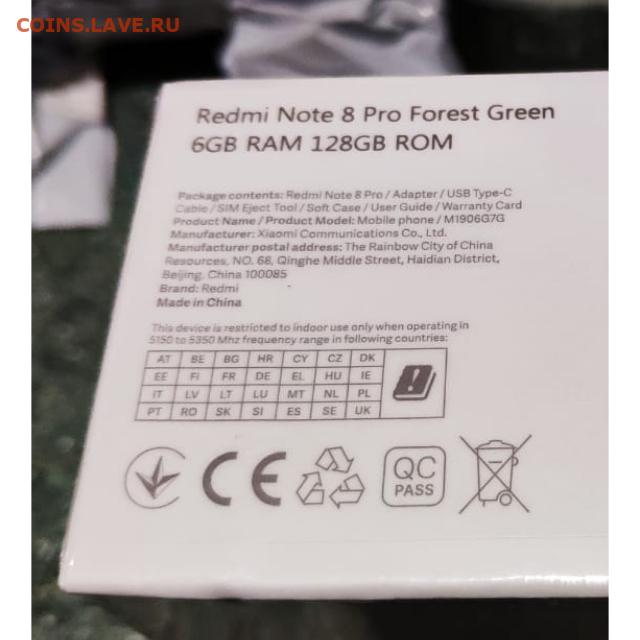 COINS.LAVE.RU
Redmi Note 8 Pro Forest Green
6GB RAM 128GB ROM
Package contents: Redmi Note 8 Pro / Adapter / USB Type-C
Cable / SIM Eject Tool / Soft Case / User Guide / Warranty Card
Product Name / Product Model: Mobile phone / M1906G7G
Manufacturer: Xiaomi Communications Co., Ltd.
Manufacturer postal address: The Rainbow City of China
Resources, NO. 68, Qinghe Middle Street, Haidian District,
Beijing, China 100085
Brand: Redmi
Made in China
This device is restricted to indoor use only when operating in
5150 to 5350 Mhz frequency range in following countries:
AT BE BG HR CY CZ DK
EE FI FR DE EL HU IE
IT LV LT LU MT NL PL
PT RO SK SI ES SE UK
CE QC
PASS